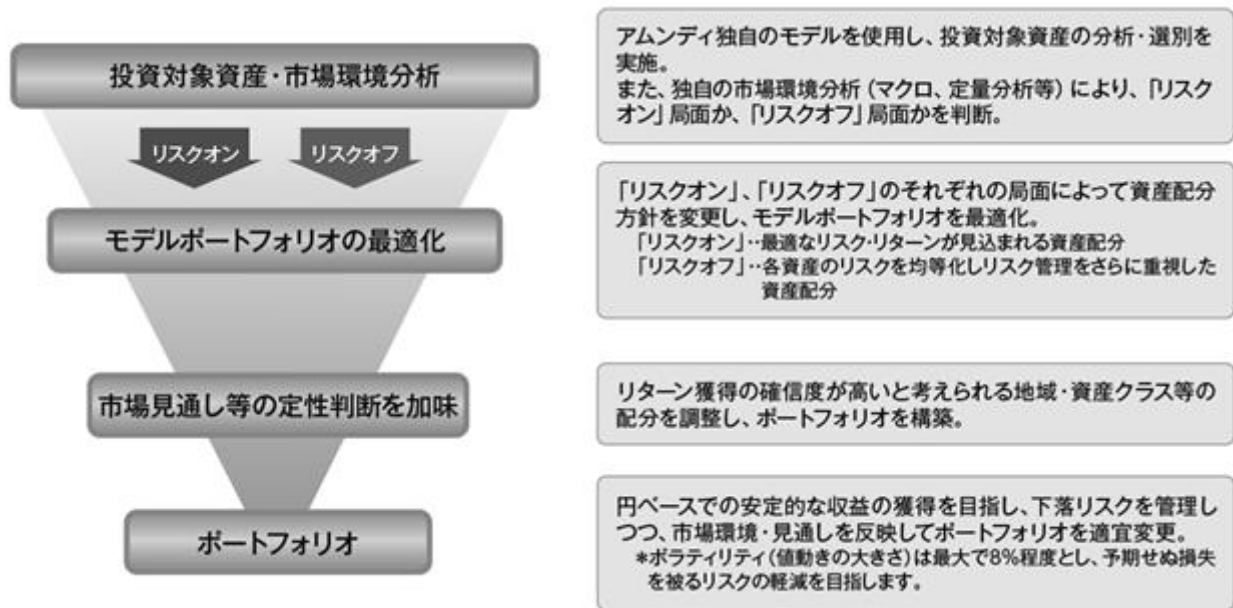 投資対象資産・市場環境分析
アムンディ独自のモデルを使用し、投資対象資産の分析・選別を
実施。
また、独自の市場環境分析(マクロ、定量分析等)により、「リスク
オン」局面か、「リスクオフ」局面かを判断。
リスクオン
リスクオフ
モデルポートフォリオの最適化
「リスクオン」、「リスクオフ」のそれぞれの局面によって資産配分
方針を変更し、モデルポートフォリオを最適化。
「リスクオン」‥最適なリスク・リターンが見込まれる資産配分
「リスクオフ」‥各資産のリスクを均等化しリスク管理をさらに重視した
資産配分
市場見通し等の定性判断を加味
リターン獲得の確信度が高いと考えられる地域・資産クラス等の
配分を調整し、ポートフォリオを構築。
ポートフォリオ
円ベースでの安定的な収益の獲得を目指し、下落リスクを管理し
つつ、市場環境・見通しを反映してポートフォリオを適宜変更。
*ボラティリティ(値動きの大きさ)は最大で8%程度とし、予期せぬ損失
を被るリスクの軽減を目指します。